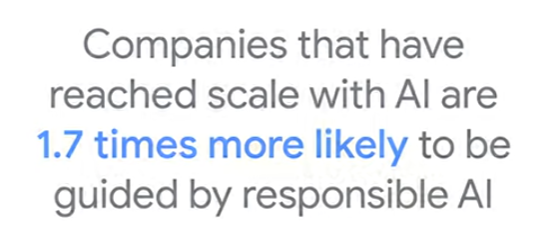 Companies that have
reached scale with AI are
1.7 times more likely to be
guided by responsible AI